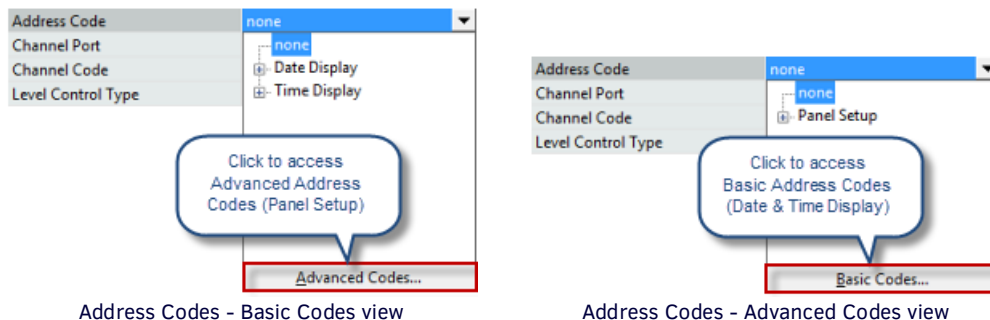 Address Code none
none
Channel Port
Channel Code Date Display
Level Control Type Time Display
Click to access
Advanced Address
Codes (Panel Setup)
Advanced Codes...
Address Codes - Basic Codes view
Address Code none
none
Channel Port
Channel Code Panel Setup
Level Control Type
Click to access
Basic Address Codes
(Date & Time Display)
Basic Codes...
Address Codes - Advanced Codes view